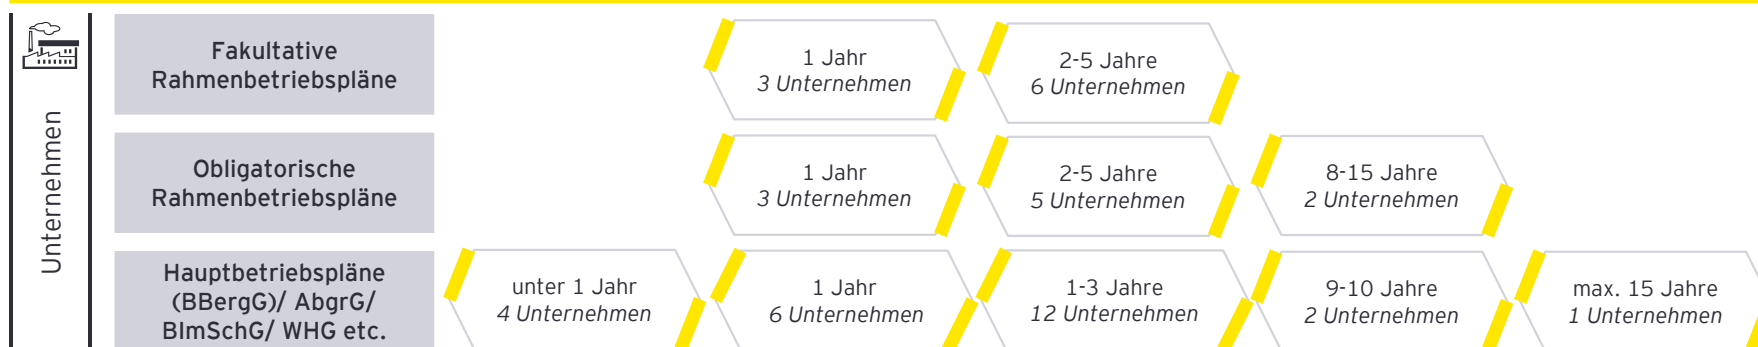 Unternehmen
Fakultative
Rahmenbetriebspläne
1 Jahr
3 Unternehmen
2-5 Jahre
6 Unternehmen
Obligatorische
Rahmenbetriebspläne
1 Jahr
3 Unternehmen
2-5 Jahre
5 Unternehmen
8-15 Jahre
2 Unternehmen
Hauptbetriebspläne
(BBergG)/ AbgrG/
BImSchG/ WHG etc.
unter 1 Jahr
4 Unternehmen
1 Jahr
6 Unternehmen
1-3 Jahre
12 Unternehmen
9-10 Jahre
2 Unternehmen
max. 15 Jahre
1 Unternehmen